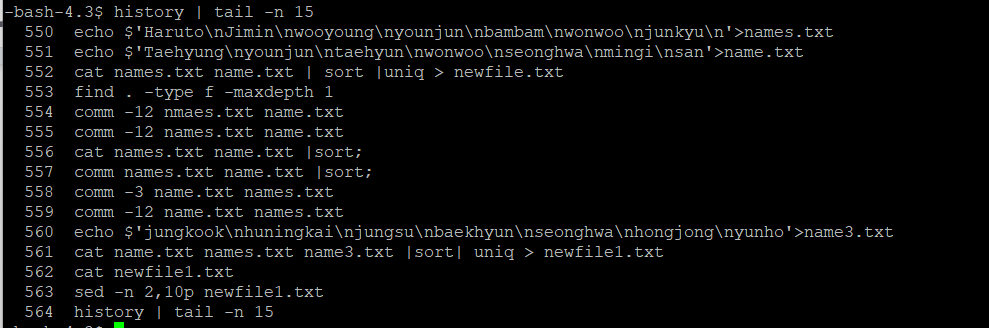 -bash-4.3$ history | tail -n 15
550 echo $'Haruto\nJimin\nwooyoung\nyounjun\nbambam\nwonwoo\njunkyu\n'>names.txt
551 echo $'Taehyung\nyounjun\ntaehyun\nwonwoo\nseonghwa\nmingi\nsan'>name.txt
552 cat names.txt name.txt | sort |uniq > newfile.txt
553 find . -type f -maxdepth 1
554 comm -12 nmaes.txt name.txt
555 comm -12 names.txt name.txt
556 cat names.txt name.txt |sort;
557 comm names.txt name.txt |sort;
558 comm -3 name.txt names.txt
559 comm -12 name.txt names.txt
560 echo $'jungkook\nhuningkai\njungsu\nbaekhyun\nseonghwa\nhongjong\nyunho'>name3.txt
561 cat name.txt names.txt name3.txt |sort| uniq > newfile1.txt
562 cat newfile1.txt
563 sed -n 2,10p newfile1.txt
564 history | tail -n 15
-bash-4.3$